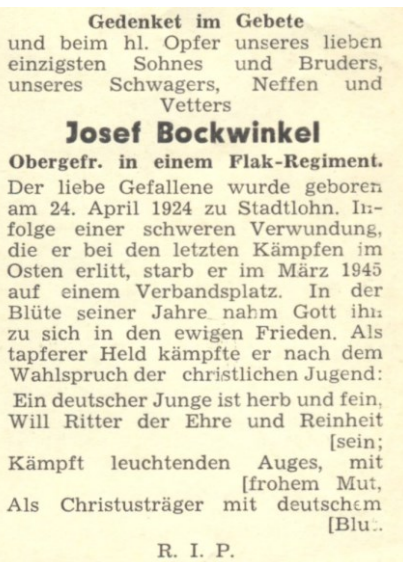 Gedenket im Gebete
und beim hl. Opfer unseres lieben
einzigsten Sohnes und Bruders,
unseres Schwagers, Neffen und
Vetters
Josef Bockwinkel
Obergefr. in einem Flak-Regiment.
Der liebe Gefallene wurde geboren
am 24. April 1924 zu Stadtlohn. In-
folge einer schweren Verwundung,
die er bei den letzten Kämpfen im
Osten erlitt, starb er im März 1945
auf einem Verbandsplatz. In der
Blüte seiner Jahre nahm Gott ihn
zu sich in den ewigen Frieden. Als
tapferer Held kämpfte er nach dem
Wahlspruch der christlichen Jugend:
Ein deutscher Junge ist herb und fein,
Will Ritter der Ehre und Reinheit
[sein;
Kämpft leuchtenden Auges, mit
[frohem Mut,
Als Christusträger mit deutschem
[Blut.
R. I. P.